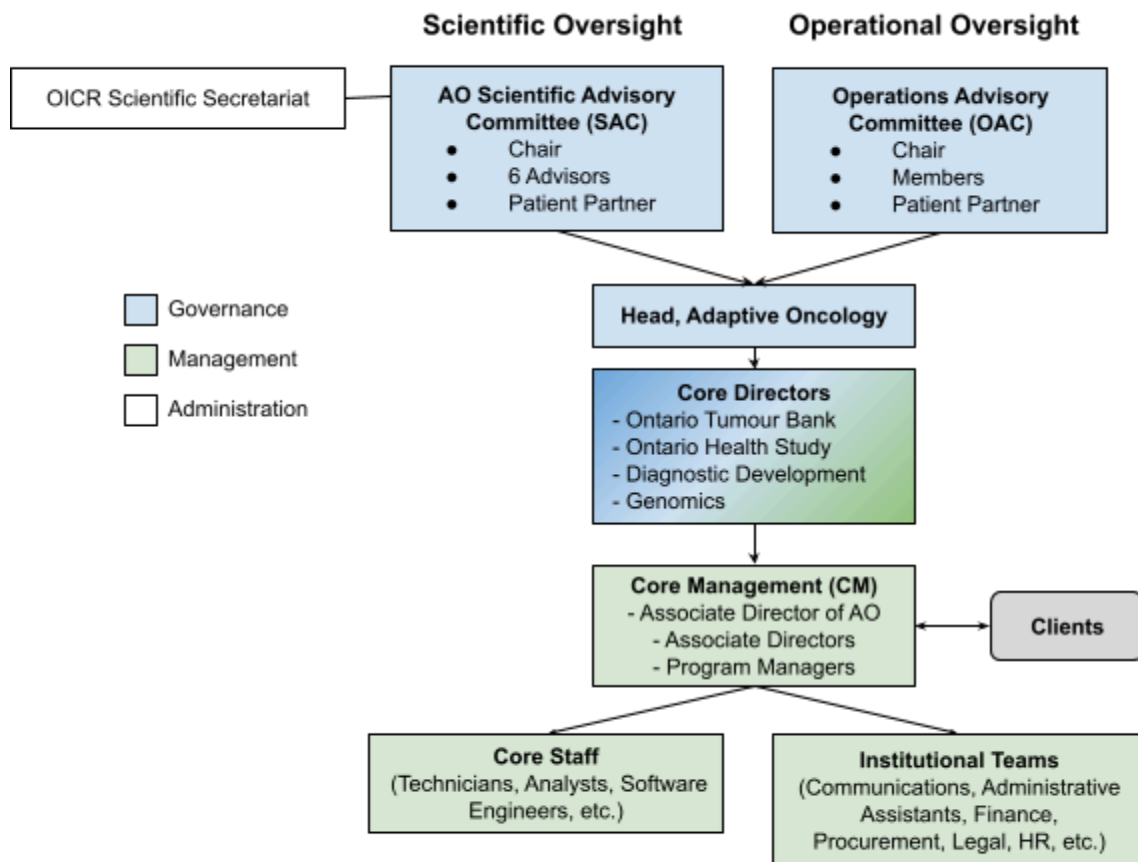 Scientific Oversight
Operational Oversight
OICR Scientific Secretariat
AO Scientific Advisory
Committee (SAC)
● Chair
● 6 Advisors
● Patient Partner
Operations Advisory
Committee (OAC)
● Chair
● Members
● Patient Partner
Governance
Management
Administration
Head, Adaptive Oncology
Core Directors
- Ontario Tumour Bank
- Ontario Health Study
- Diagnostic Development
- Genomics
Core Management (CM)
- Associate Director of AO
- Associate Directors
- Program Managers
Clients
Core Staff
(Technicians, Analysts, Software
Engineers, etc.)
Institutional Teams
(Communications, Administrative
Assistants, Finance,
Procurement, Legal, HR, etc.)